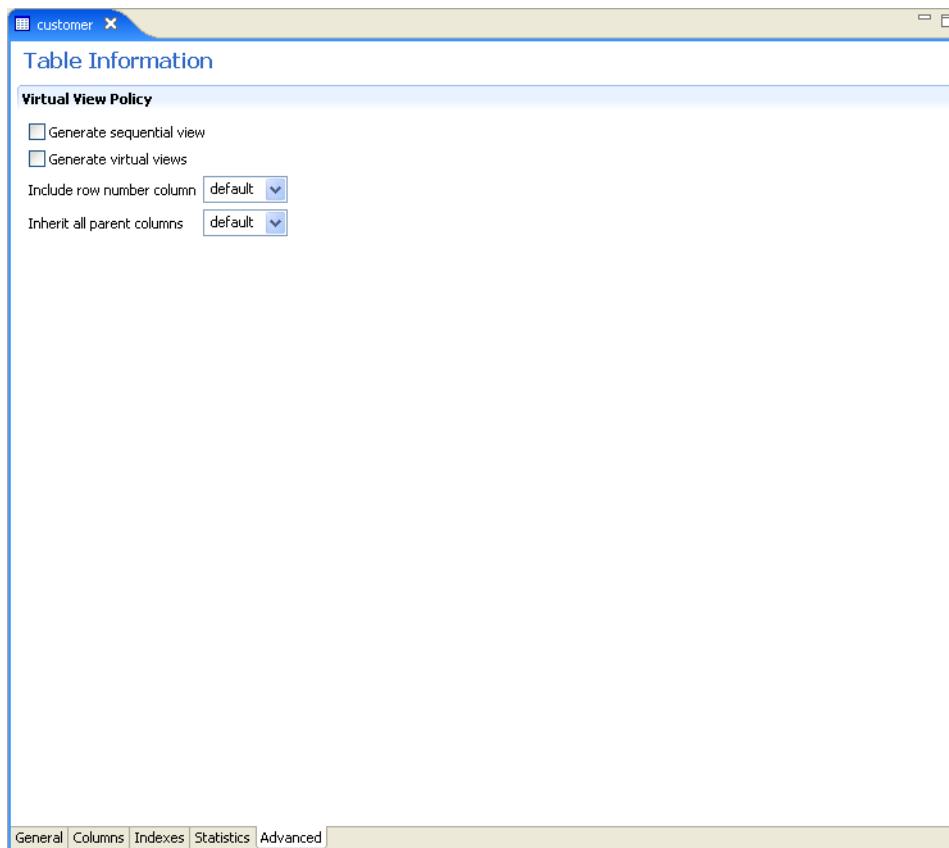 customer
Table Information
Virtual View Policy
Generate sequential view
Generate virtual views
Include row number column default
Inherit all parent columns default
General Columns Indexes Statistics Advanced